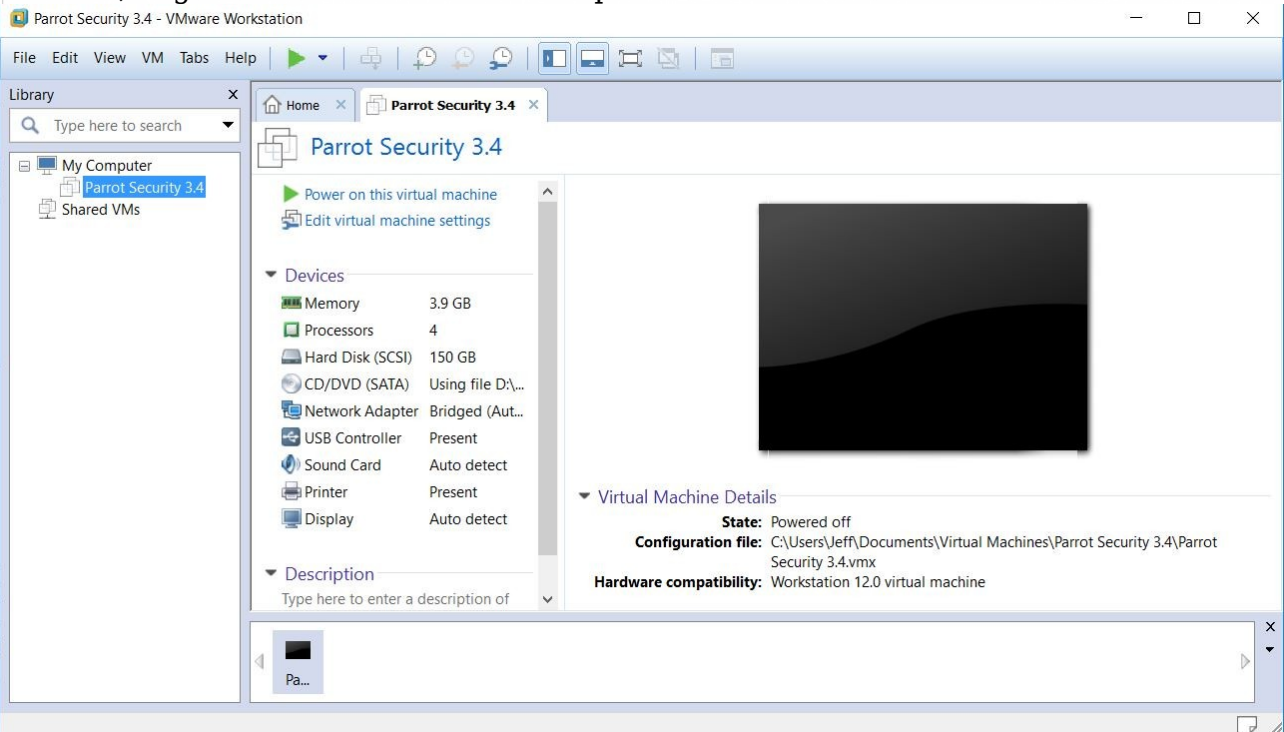 Parrot Security 3.4 - VMware Workstation
File Edit View VM Tabs Help
Library x
Type here to search
My Computer
Parrot Security 3.4
Shared VMs
Home × Parrot Security 3.4 ×
Parrot Security 3.4
Power on this virtual machine
Edit virtual machine settings
Devices
Memory 3.9 GB
Processors 4
Hard Disk (SCSI) 150 GB
CD/DVD (SATA) Using file D:\...
Network Adapter Bridged (Aut...
USB Controller Present
Sound Card Auto detect
Printer Present
Display Auto detect
Description
Type here to enter a description of
Virtual Machine Details
State: Powered off
Configuration file: C:\Users\Jeff\Documents\Virtual Machines\Parrot Security 3.4\Parrot
Security 3.4.vmx
Hardware compatibility: Workstation 12.0 virtual machine
Pa...